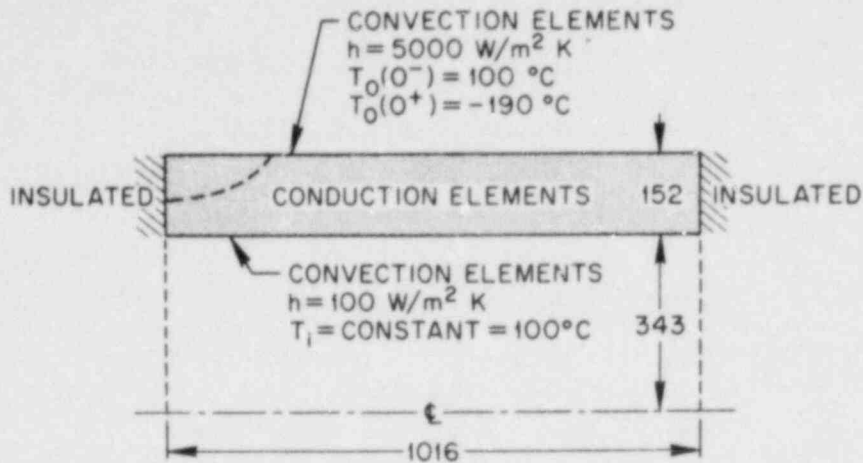 CONVECTION ELEMENTS
h = 5000 W/m² K
T₀(0⁻) = 100 °C
T₀(0⁺) = -190 °C
INSULATED
CONDUCTION ELEMENTS
152
INSULATED
CONVECTION ELEMENTS
h = 100 W/m² K
Tᵢ = CONSTANT = 100°C
343
℄
1016